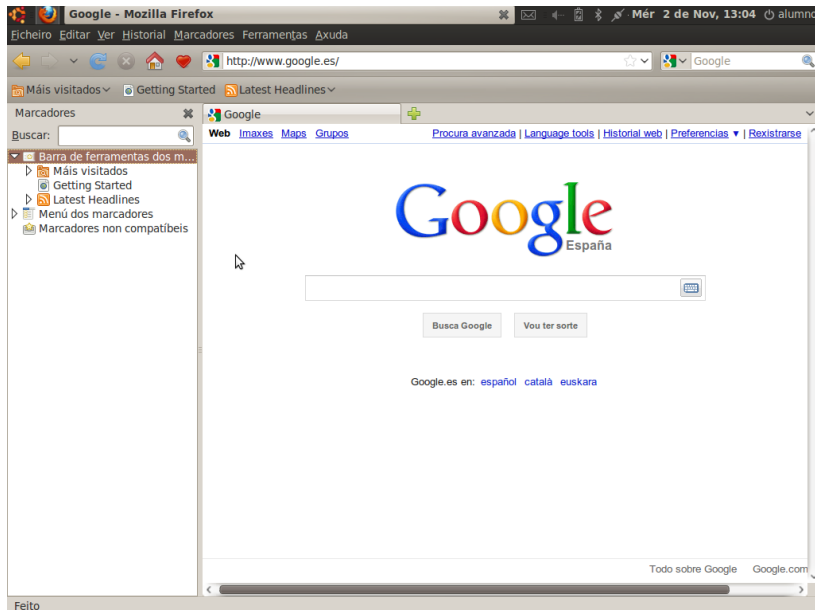 Google - Mozilla Firefox Mér 2 de Nov, 13:04 alumno
Ficheiro Editar Ver Historial Marcadores Ferramentas Axuda
http://www.google.es/ Google
Máis visitados Getting Started Latest Headlines
Marcadores Google
Buscar: Web Imaxes Maps Grupos Procura avanzada | Language tools | Historial web | Preferencias ▼ | Rexistrarse
Barra de ferramentas dos m...
Máis visitados
Getting Started
Latest Headlines
Menú dos marcadores
Marcadores non compatíbeis
Google
España
Busca Google Vou ter sorte
Google.es en: español català euskara
Todo sobre Google Google.com
Feito